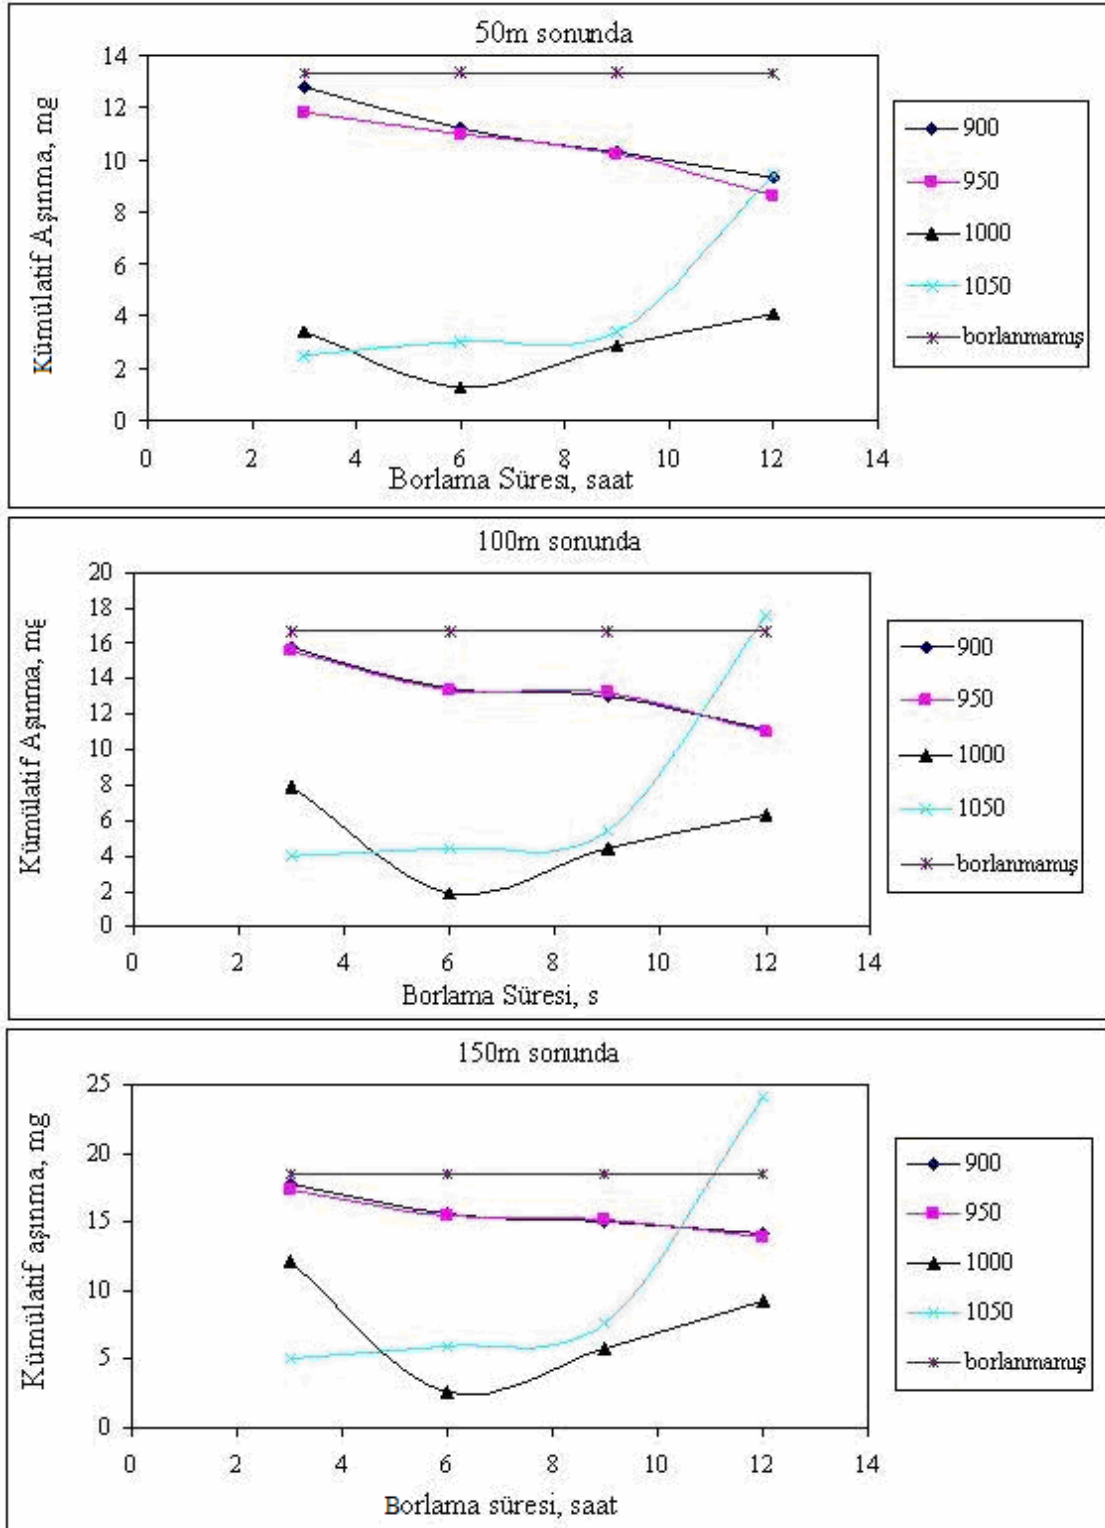 50m sonunda
Kümülatif Aşınma, mg
14
12
10
8
6
4
2
0
0 2 4 6 8 10 12 14
Borlama Süresi, saat
900
950
1000
1050
borlanmamış
100m sonunda
Kümülatif Aşınma, mg
20
18
16
14
12
10
8
6
4
2
0
0 2 4 6 8 10 12 14
Borlama Süresi, s
900
950
1000
1050
borlanmamış
150m sonunda
Kümülatif aşınma, mg
25
20
15
10
5
0
0 2 4 6 8 10 12 14
Borlama süresi, saat
900
950
1000
1050
borlanmamış